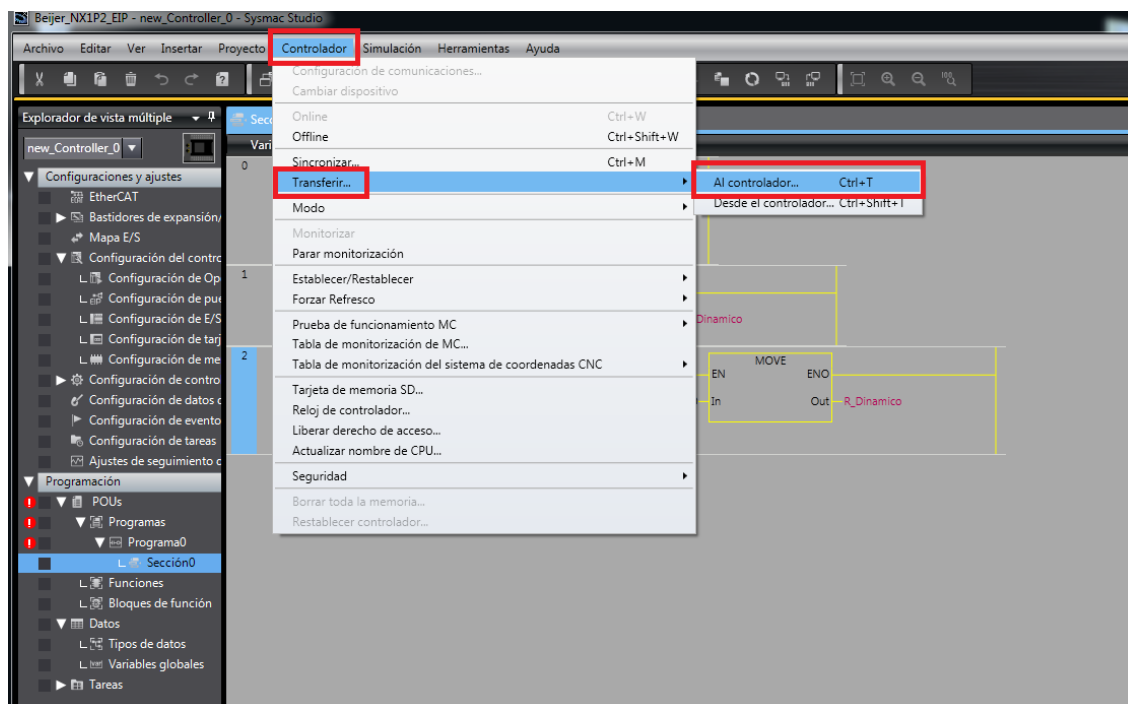 Beijer_NX1P2_EIP - new_Controller_0 - Sysmac Studio
Archivo Editar Ver Insertar Proyecto Controlador Simulación Herramientas Ayuda
Explorador de vista múltiple
new_Controller_0
Configuraciones y ajustes
EtherCAT
Bastidores de expansión/
Mapa E/S
Configuración del contro
Configuración de Op
Configuración de pue
Configuración de E/S
Configuración de tarj
Configuración de me
Configuración de contro
Configuración de datos
Configuración de evento
Configuración de tareas
Ajustes de seguimiento
Programación
POUs
Programas
Programa0
Sección0
Funciones
Bloques de función
Datos
Tipos de datos
Variables globales
Tareas
Secc
Vari
0
1
2
Configuración de comunicaciones...
Cambiar dispositivo
Online Ctrl+W
Offline Ctrl+Shift+W
Sincronizar... Ctrl+M
Transferir...
Modo
Monitorizar
Parar monitorización
Establecer/Restablecer
Forzar Refresco
Prueba de funcionamiento MC
Tabla de monitorización de MC...
Tabla de monitorización del sistema de coordenadas CNC
Tarjeta de memoria SD...
Reloj de controlador...
Liberar derecho de acceso...
Actualizar nombre de CPU...
Seguridad
Borrar toda la memoria...
Restablecer controlador...
Al controlador... Ctrl+T
Desde el controlador... Ctrl+Shift+T
Dinamico
MOVE
EN ENO
In Out R_Dinamico